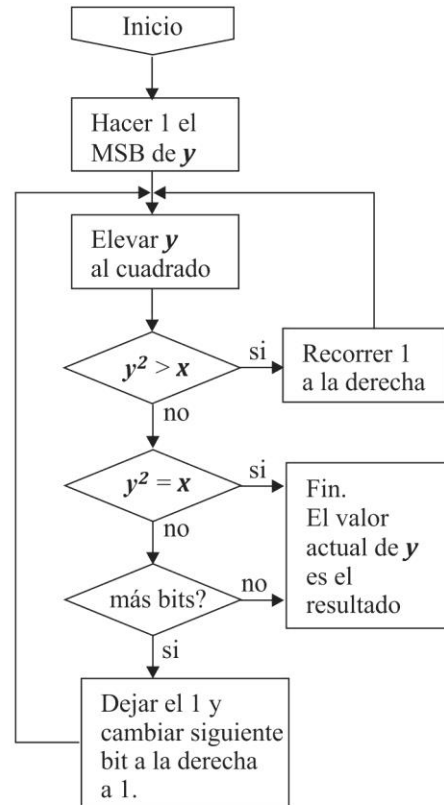 Inicio
Hacer 1 el
MSB de y
Elevar y
al cuadrado
y² > x
si
Recorrer 1
a la derecha
no
y² = x
si
Fin.
El valor
actual de y
es el
resultado
no
más bits?
no
si
Dejar el 1 y
cambiar siguiente
bit a la derecha
a 1.